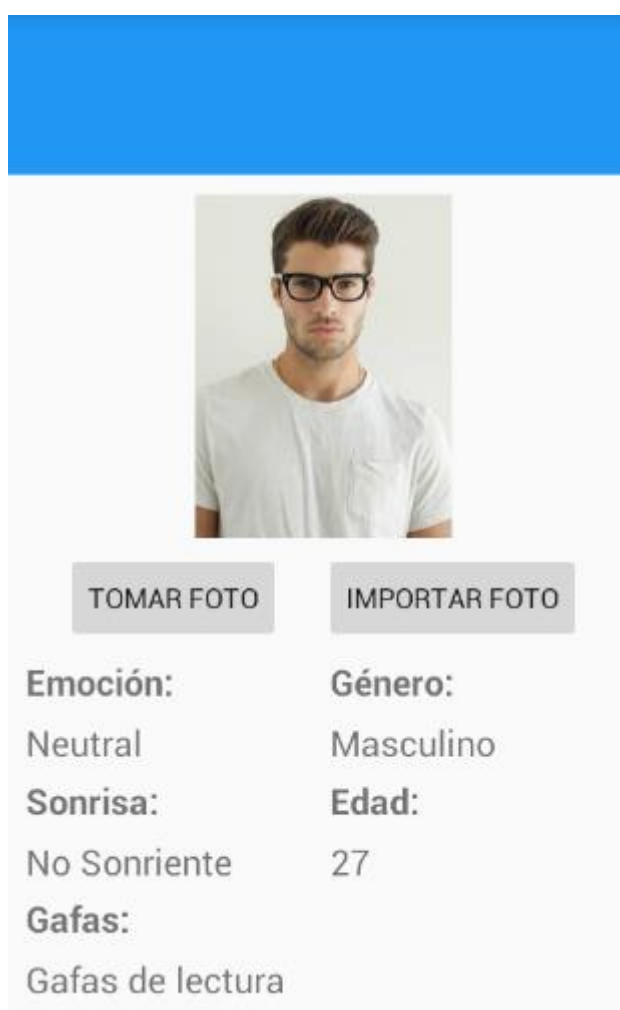 TOMAR FOTO IMPORTAR FOTO
Emoción: Género:
Neutral Masculino
Sonrisa: Edad:
No Sonriente 27
Gafas:
Gafas de lectura